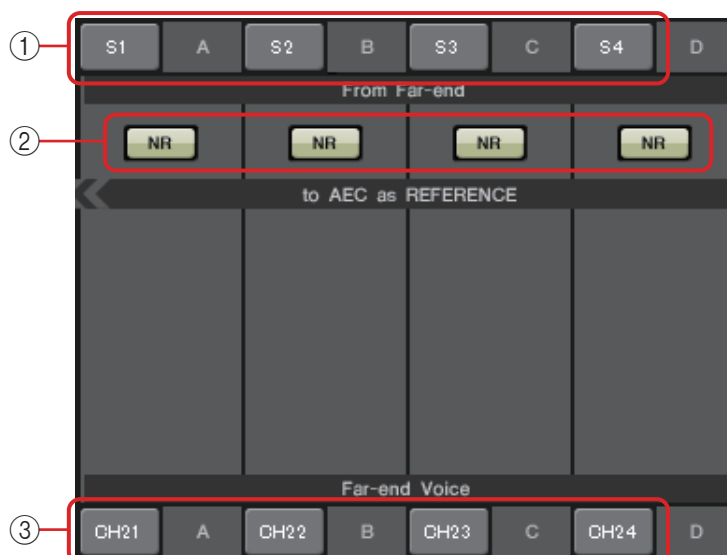 ① S1 A S2 B S3 C S4 D
From Far-end
② NR NR NR NR
to AEC as REFERENCE
Far-end Voice
③ CH21 A CH22 B CH23 C CH24 D